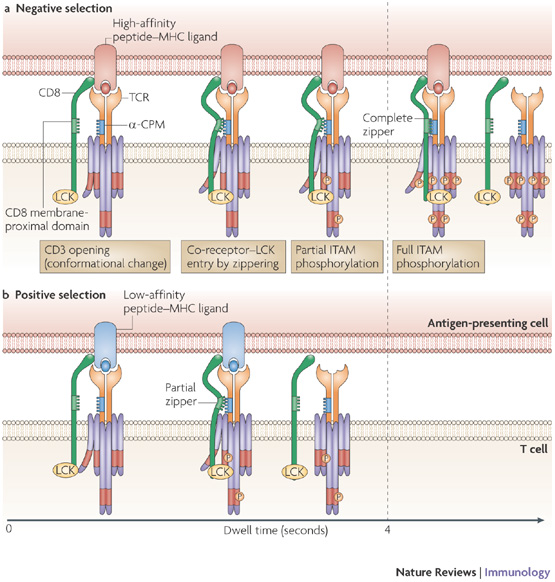 a Negative selection
High-affinity
peptide–MHC ligand
CD8
TCR
α-CPM
Complete
zipper
LCK
LCK
LCK
LCK
LCK
P
P
P
P
P
P
P
P
P
P
P
P
CD8 membrane-
proximal domain
CD3 opening
(conformational change)
Co-receptor–LCK
entry by zippering
Partial ITAM
phosphorylation
Full ITAM
phosphorylation
b Positive selection
Low-affinity
peptide–MHC ligand
Antigen-presenting cell
Partial
zipper
T cell
LCK
LCK
LCK
P
P
P
P
0
Dwell time (seconds)
4
Nature Reviews | Immunology